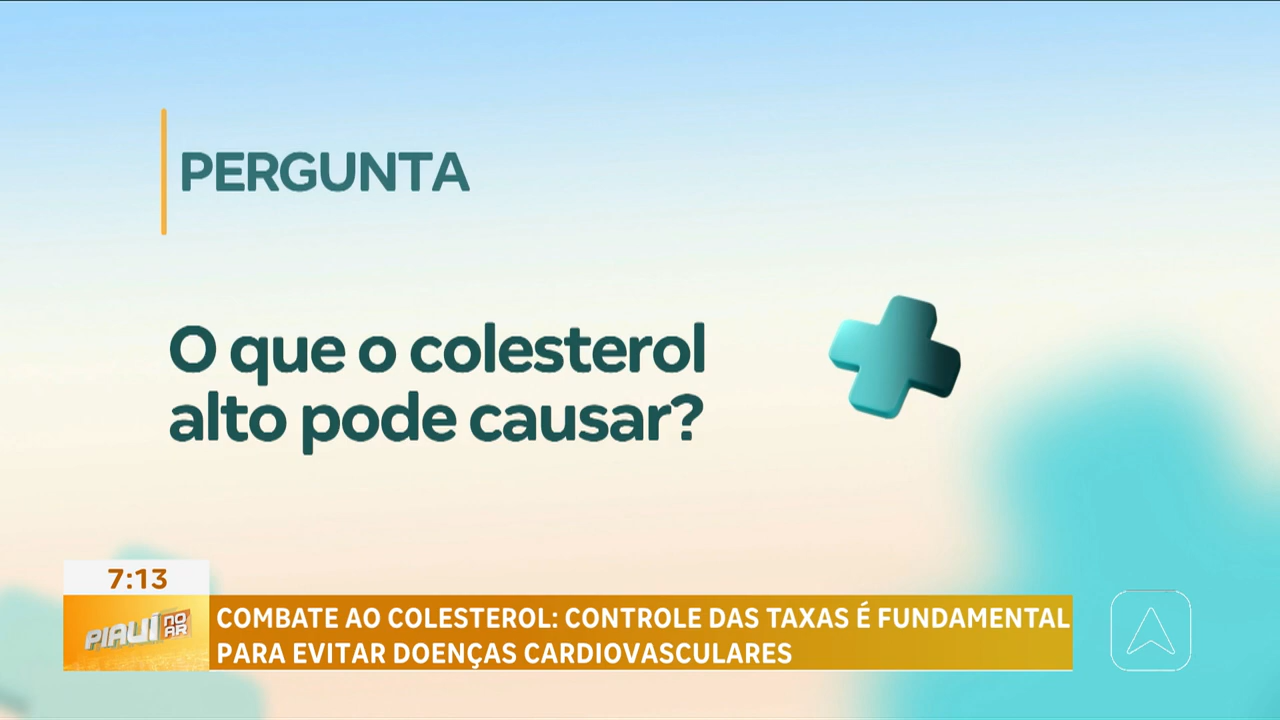 PERGUNTA
O que o colesterol
alto pode causar?
7:13
PIAUÍ NO AR
COMBATE AO COLESTEROL: CONTROLE DAS TAXAS É FUNDAMENTAL
PARA EVITAR DOENÇAS CARDIOVASCULARES